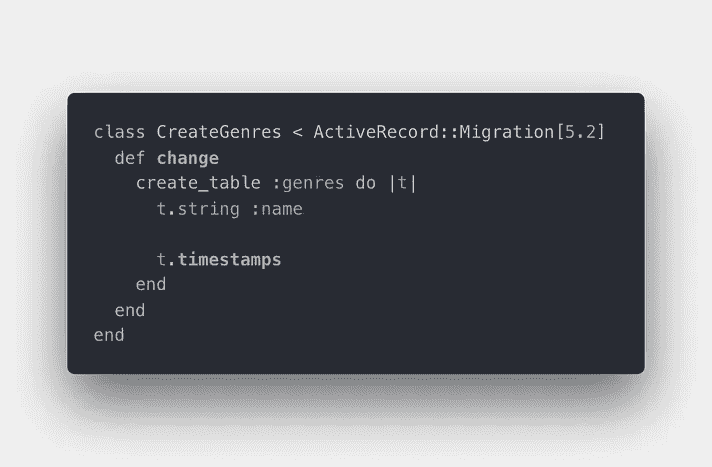 class CreateGenres < ActiveRecord::Migration[5.2]
  def change
    create_table :genres do |t|
      t.string :name

      t.timestamps
    end
  end
end